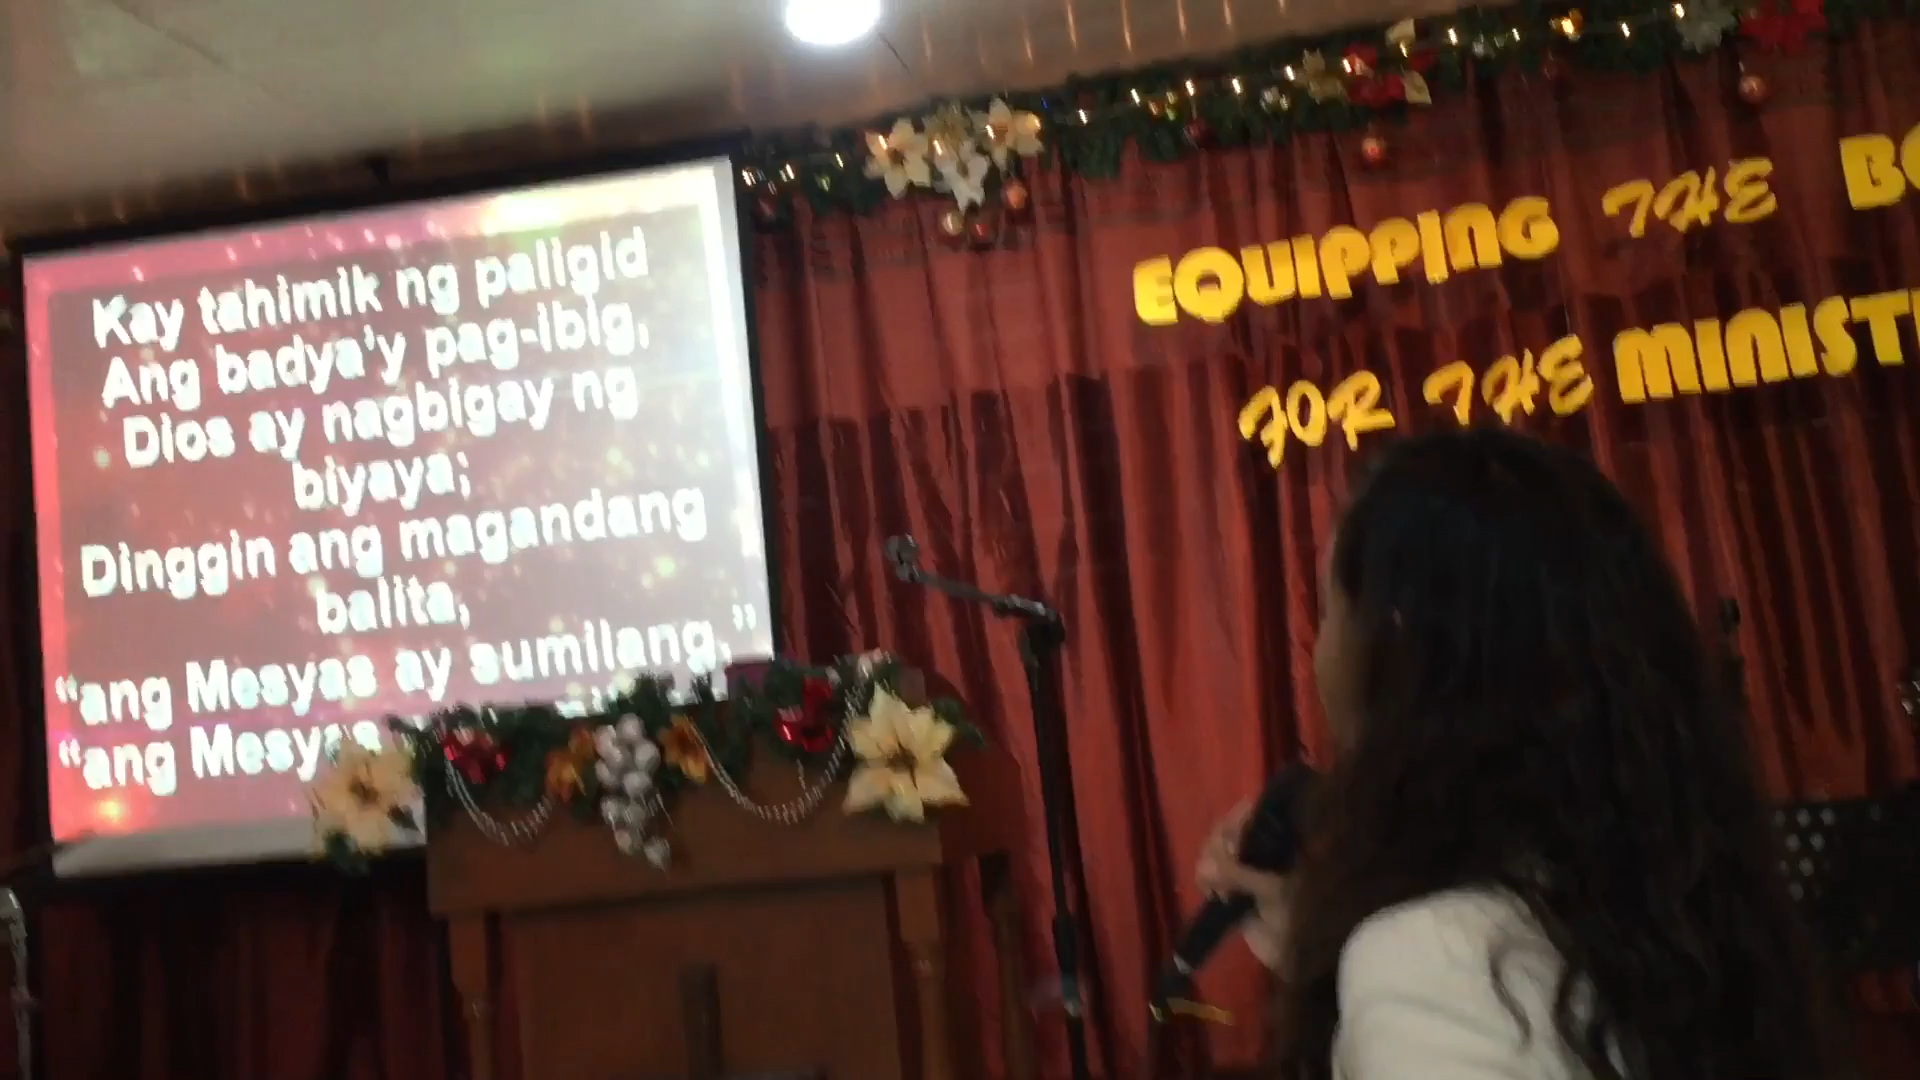 Kay tahimik ng paligid
Ang badya'y pag-ibig,
Dios ay nagbigay ng
biyaya;
Dinggin ang magandang
balita,
“ang Mesyas ay sumilang,”
“ang Mesyas
EQUIPPING THE
FOR THE